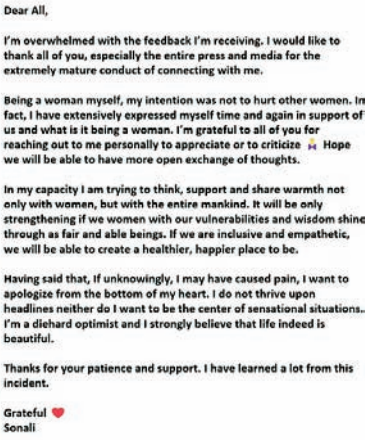 Dear All,
I'm overwhelmed with the feedback I'm receiving. I would like to
thank all of you, especially the entire press and media for the
extremely mature conduct of connecting with me.
Being a woman myself, my intention was not to hurt other women. In
fact, I have extensively expressed myself time and again in support of
us and what is it being a woman. I'm grateful to all of you for
reaching out to me personally to appreciate or to criticize 🙏 Hope
we will be able to have more open exchange of thoughts.
In my capacity I am trying to think, support and share warmth not
only with women, but with the entire mankind. It will be only
strengthening if we women with our vulnerabilities and wisdom shine
through as fair and able beings. If we are inclusive and empathetic,
we will be able to create a healthier, happier place to be.
Having said that, If unknowingly, I may have caused pain, I want to
apologize from the bottom of my heart. I do not thrive upon
headlines neither do I want to be the center of sensational situations..
I'm a diehard optimist and I strongly believe that life indeed is
beautiful.
Thanks for your patience and support. I have learned a lot from this
incident.
Grateful ❤️
Sonali